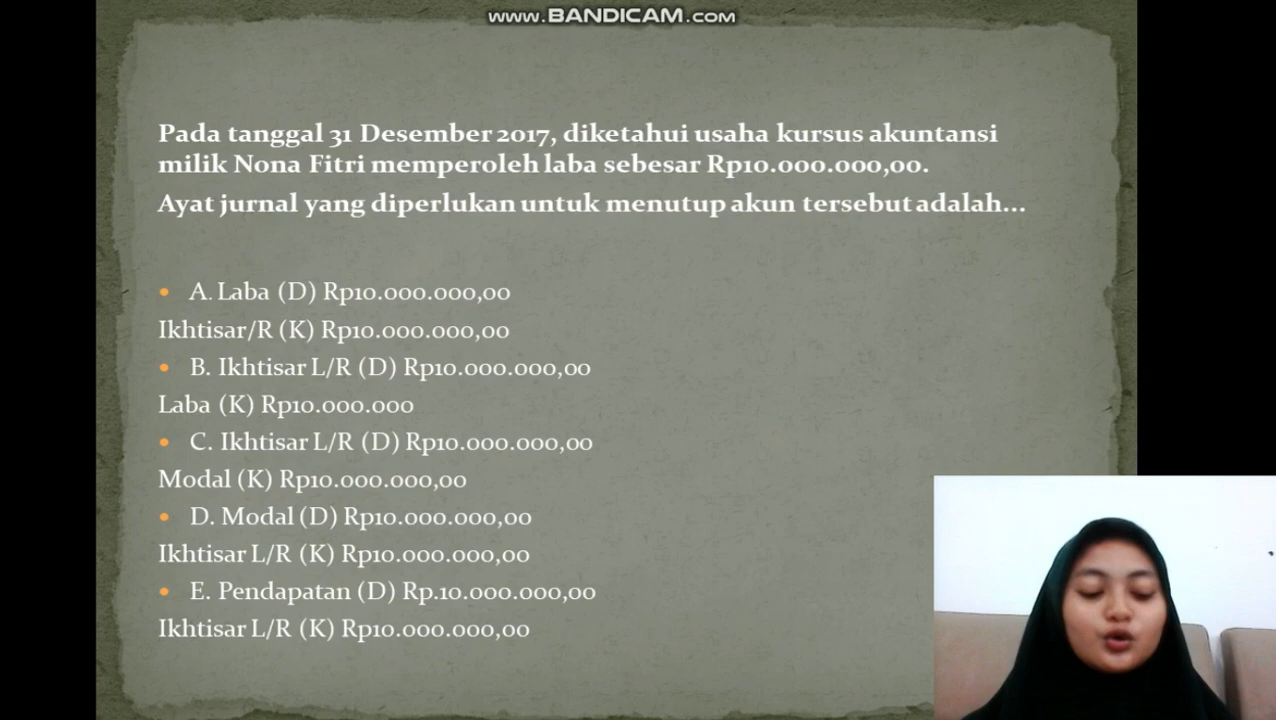 www.BANDICAM.com
Pada tanggal 31 Desember 2017, diketahui usaha kursus akuntansi
milik Nona Fitri memperoleh laba sebesar Rp10.000.000,00.
Ayat jurnal yang diperlukan untuk menutup akun tersebut adalah...
• A. Laba (D) Rp10.000.000,00
Ikhtisar/R (K) Rp10.000.000,00
• B. Ikhtisar L/R (D) Rp10.000.000,00
Laba (K) Rp10.000.000
• C. Ikhtisar L/R (D) Rp10.000.000,00
Modal (K) Rp10.000.000,00
• D. Modal (D) Rp10.000.000,00
Ikhtisar L/R (K) Rp10.000.000,00
• E. Pendapatan (D) Rp.10.000.000,00
Ikhtisar L/R (K) Rp10.000.000,00